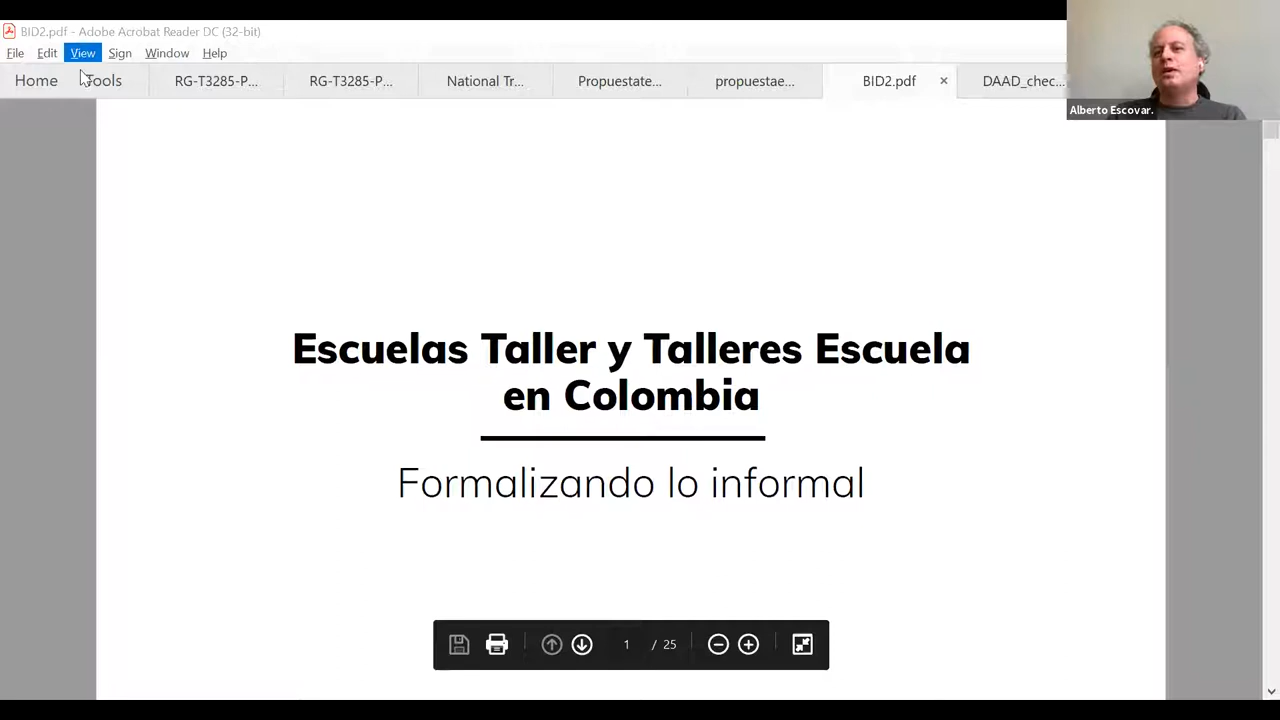 BID2.pdf - Adobe Acrobat Reader DC (32-bit)
File Edit View Sign Window Help
Home Tools RG-T3285-P... RG-T3285-P... National Tr... Propuestate... propuestae... BID2.pdf × DAAD_chec...
Alberto Escovar.
Escuelas Taller y Talleres Escuela
en Colombia
Formalizando lo informal
1 / 25